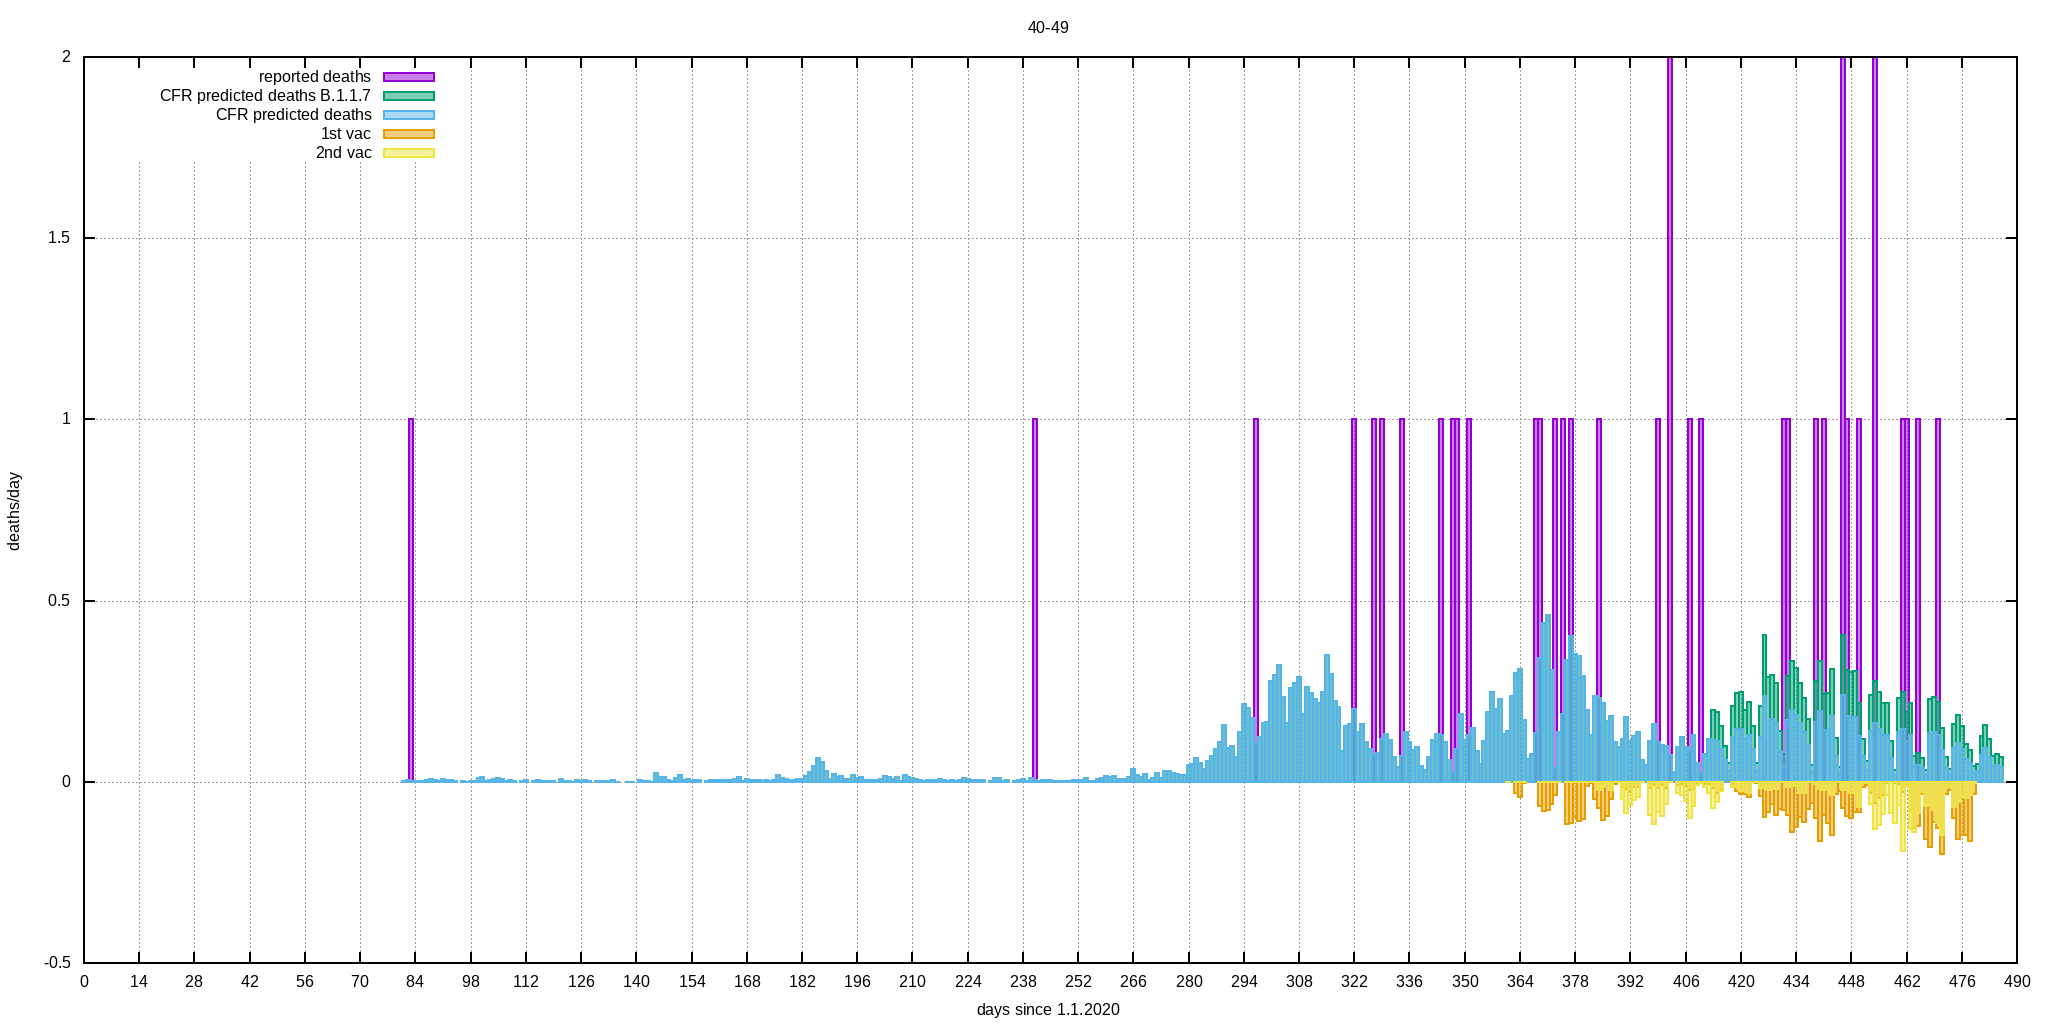 40-49
reported deaths
CFR predicted deaths B.1.1.7
CFR predicted deaths
1st vac
2nd vac
2
1.5
1
0.5
0
-0.5
deaths/day
0 14 28 42 56 70 84 98 112 126 140 154 168 182 196 210 224 238 252 266 280 294 308 322 336 350 364 378 392 406 420 434 448 462 476 490
days since 1.1.2020